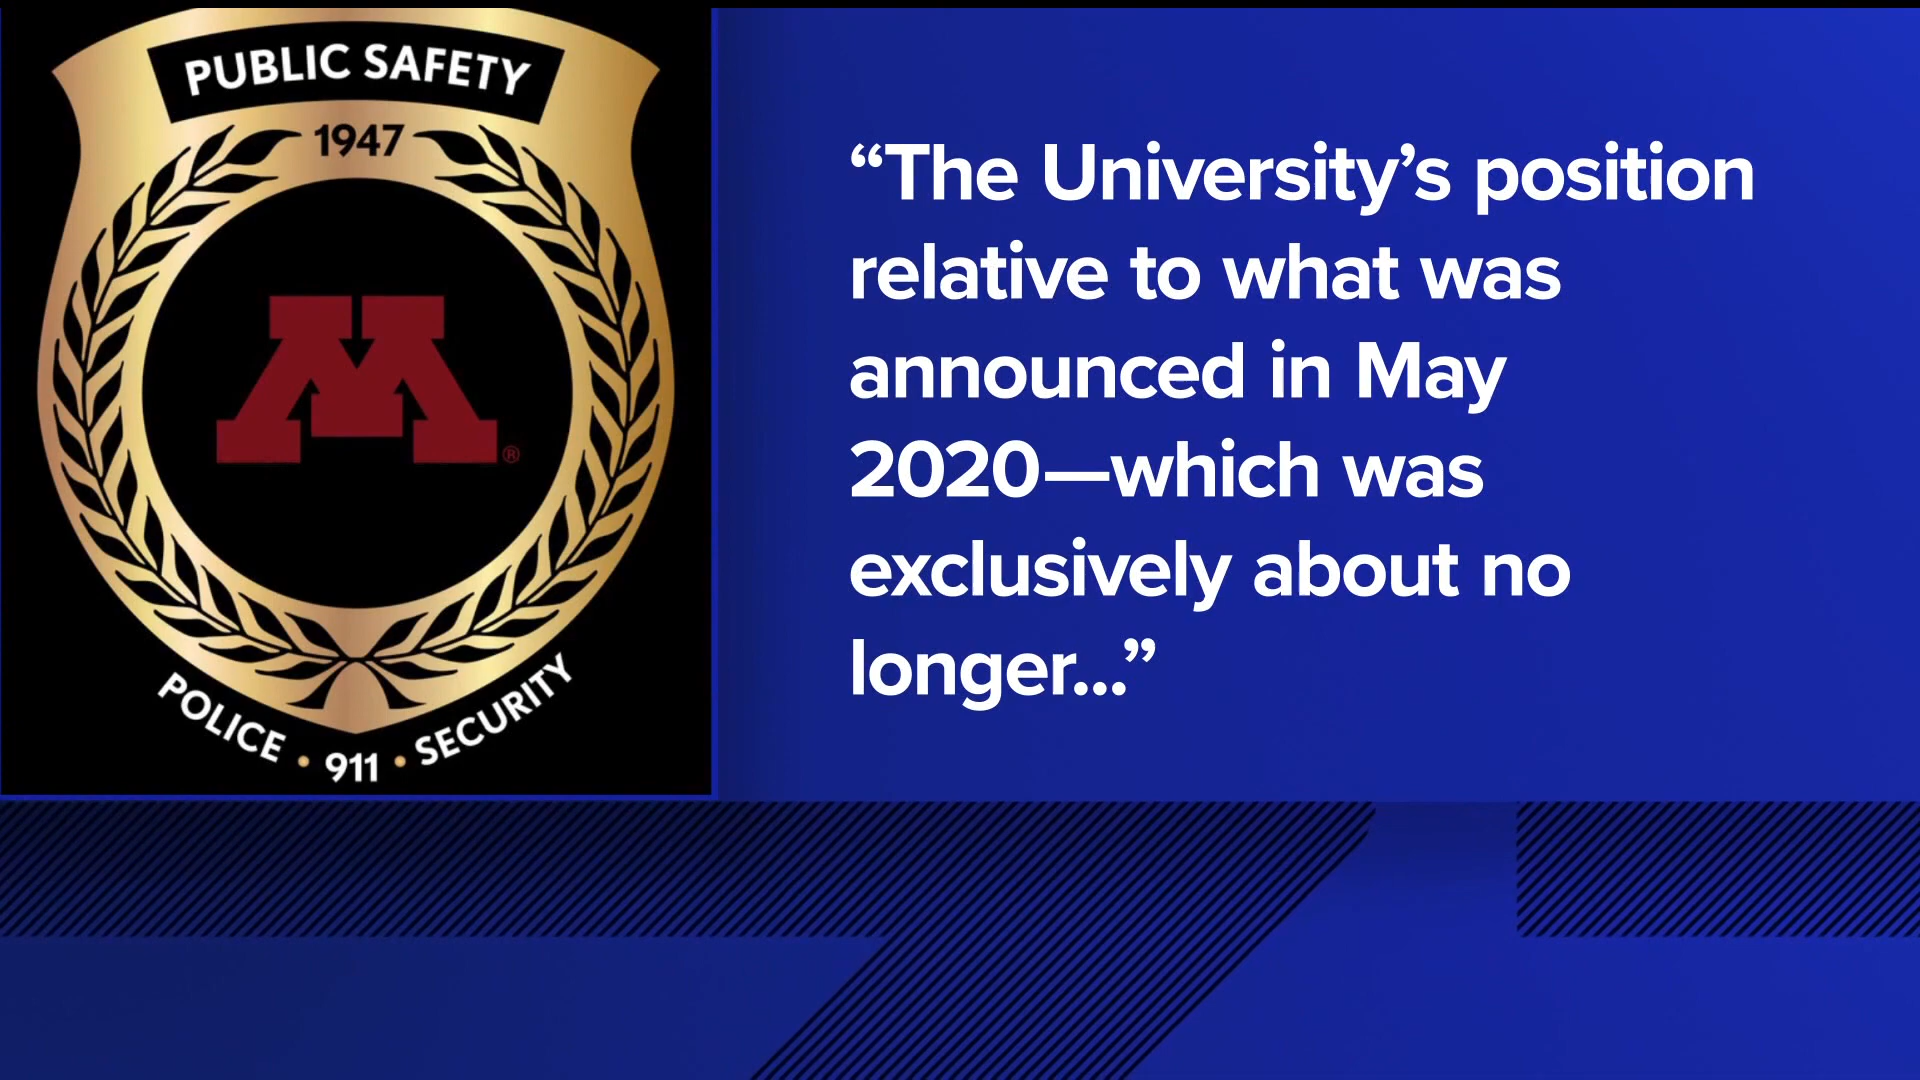 PUBLIC SAFETY
1947
M
®
POLICE • 911 • SECURITY
“The University’s position
relative to what was
announced in May
2020—which was
exclusively about no
longer...”